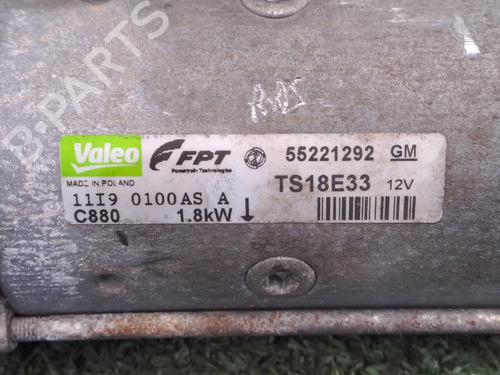 B-PARTS
Valeo FPT 55221292 GM
Powertrain Technologies
MADE IN POLAND TS18E33 12V
11I9 0100AS A
C880 1.8kW